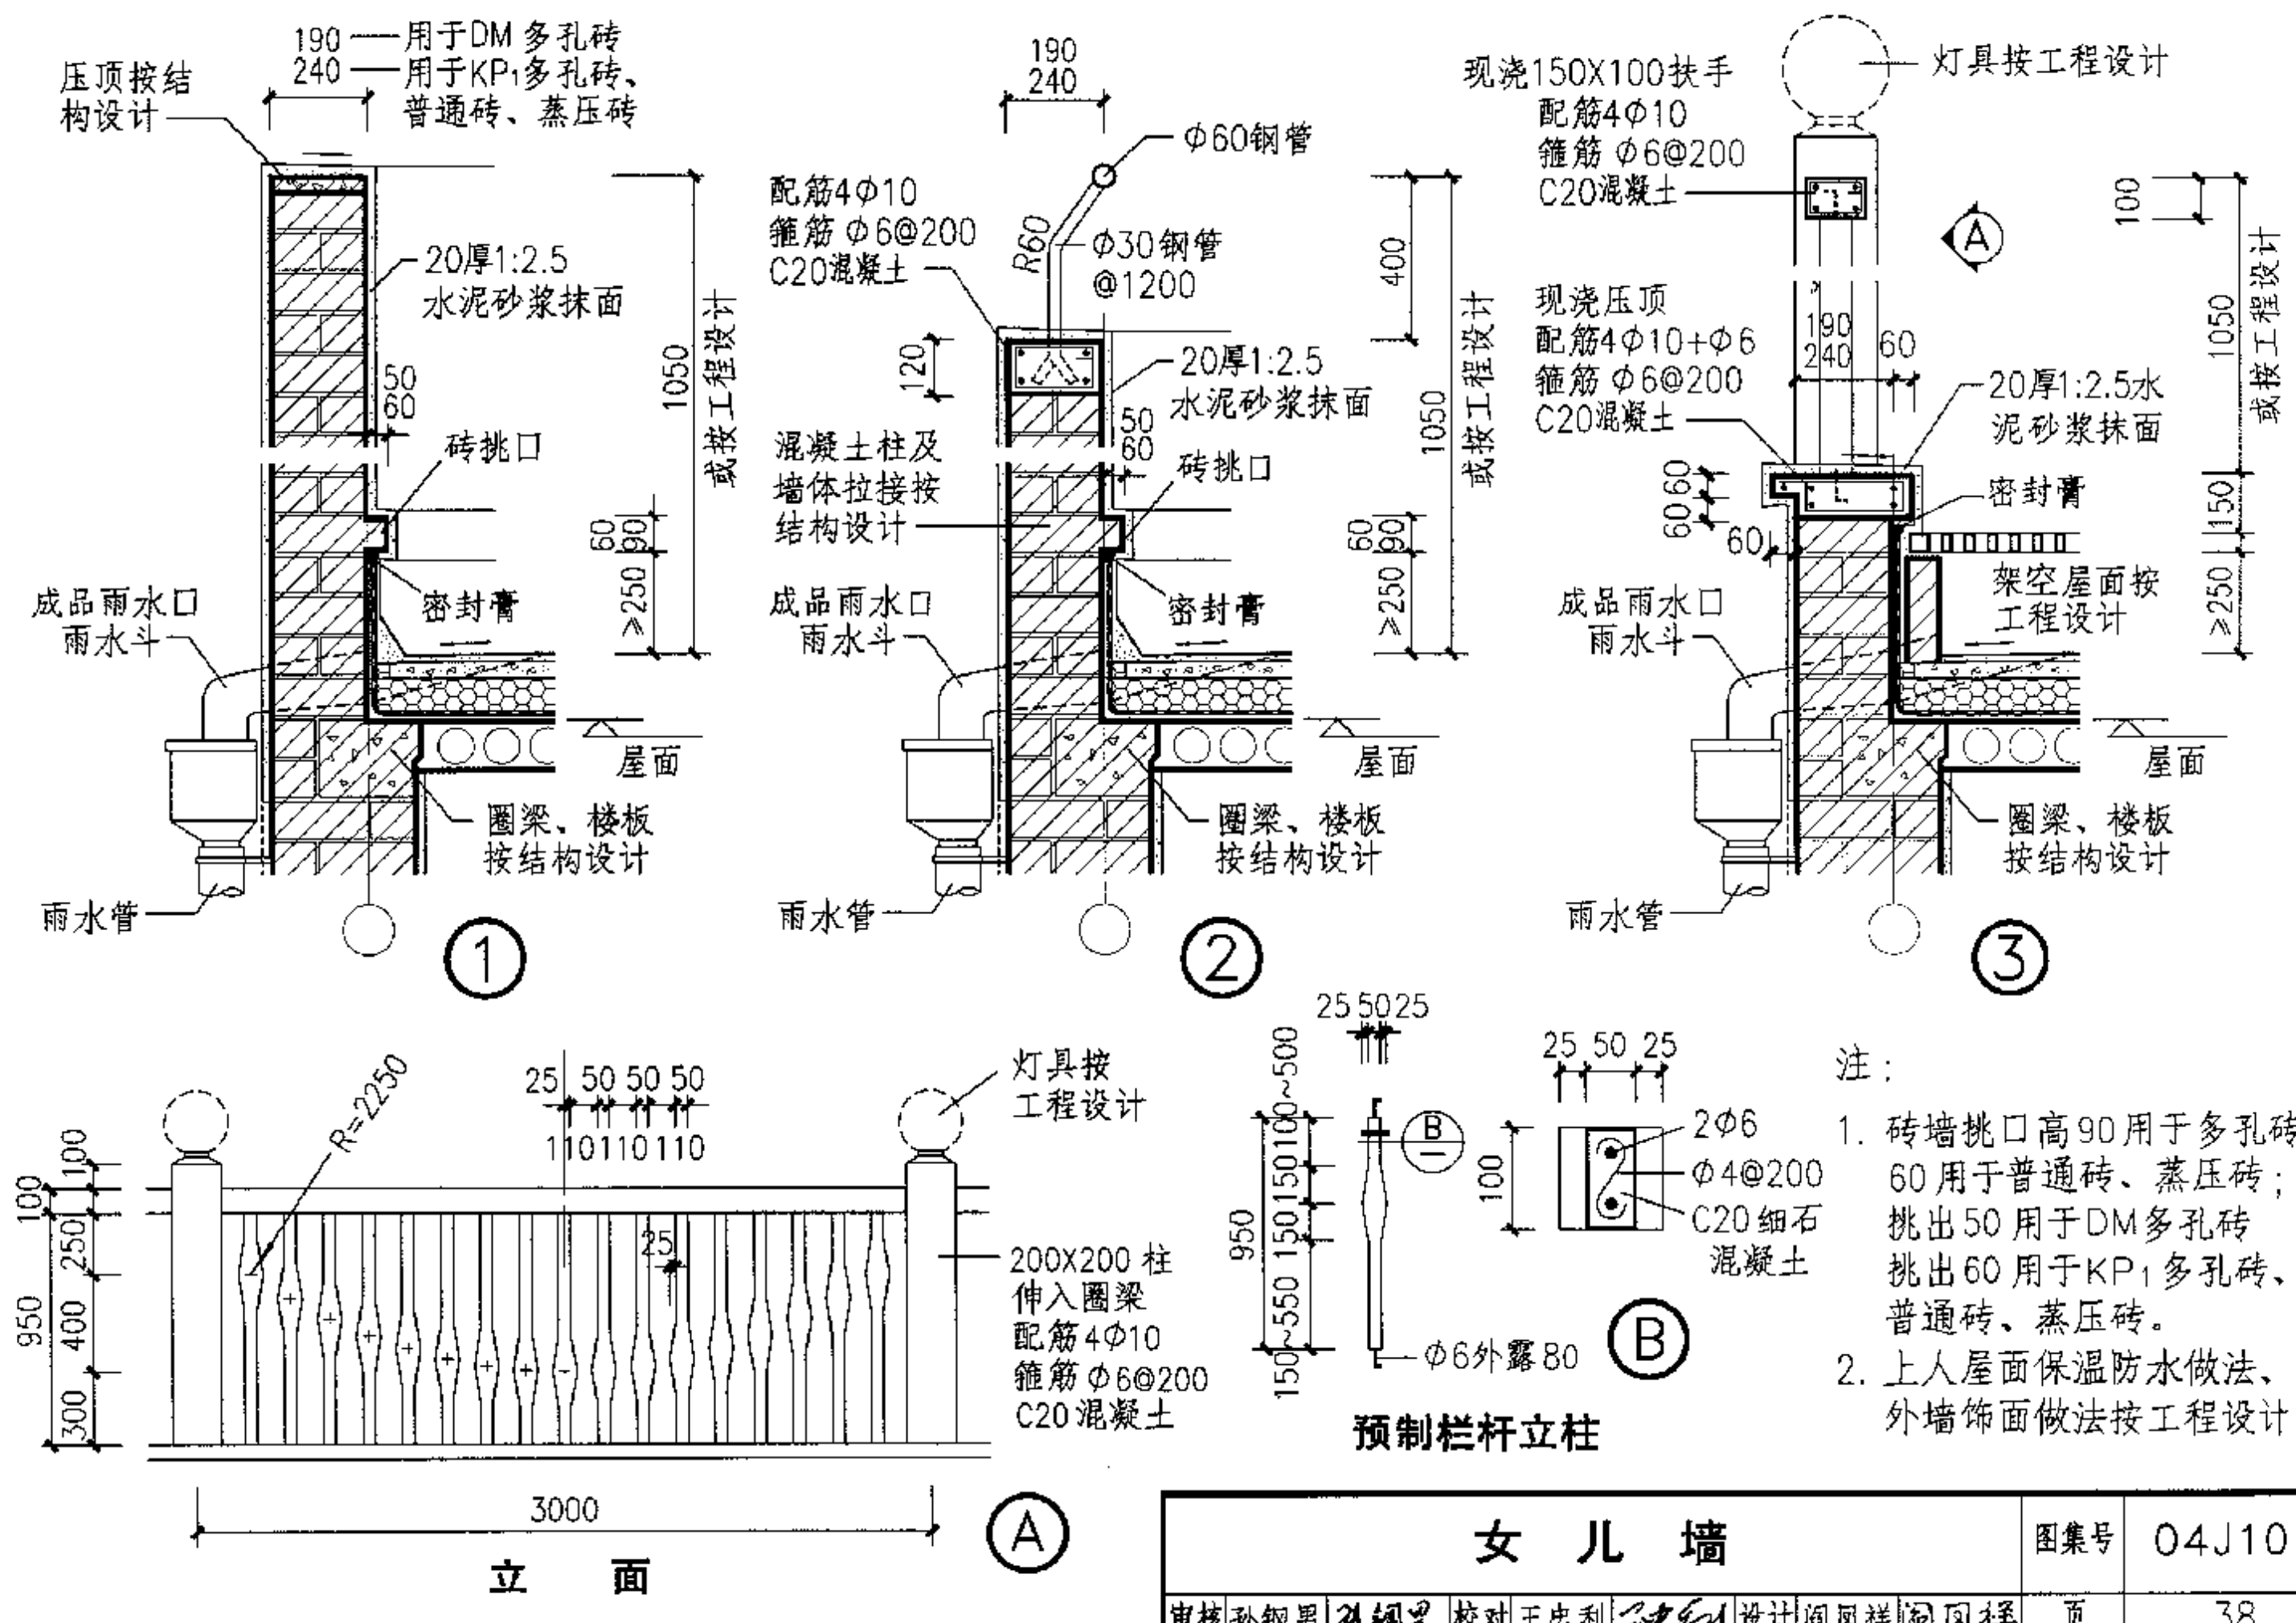 190 用于DM 多孔砖
240 用于KP1多孔砖、
普通砖、蒸压砖
压顶按结
构设计
20厚1:2.5
水泥砂浆抹面
50
60
砖挑口
1050
或按工程设计
60
90
≥250
密封膏
成品雨水口
雨水斗
屋面
圈梁、楼板
按结构设计
雨水管
1
190
240
Φ60钢管
配筋4Φ10
箍筋Φ6@200
C20混凝土
R60
Φ30钢管
@1200
400
120
20厚1:2.5
水泥砂浆抹面
50
60
砖挑口
混凝土柱及
墙体拉接按
结构设计
1050
或按工程设计
60
90
≥250
密封膏
成品雨水口
雨水斗
屋面
圈梁、楼板
按结构设计
雨水管
2
灯具按工程设计
现浇150X100扶手
配筋4Φ10
箍筋Φ6@200
C20混凝土
100
A
现浇压顶
配筋4Φ10+Φ6
箍筋Φ6@200
C20混凝土
190
240
60
1050
或按工程设计
20厚1:2.5水
泥砂浆抹面
密封膏
60
60
60
150
≥250
架空屋面按
工程设计
成品雨水口
雨水斗
屋面
圈梁、楼板
按结构设计
雨水管
3
R=2250
25 50 50 50
110 110 110
灯具按
工程设计
100
100
250
950
400
300
25
200X200 柱
伸入圈梁
配筋4Φ10
箍筋Φ6@200
C20混凝土
3000
立 面
A
25 50 25
100~500
150
150
950
150~550
B
Φ6外露80
预制栏杆立柱
25 50 25
100
2Φ6
Φ4@200
C20细石
混凝土
B
注:
1. 砖墙挑口高90用于多孔砖
60用于普通砖、蒸压砖;
挑出50用于DM多孔砖
挑出60用于KP1多孔砖、
普通砖、蒸压砖。
2. 上人屋面保温防水做法、
外墙饰面做法按工程设计
女 儿 墙
图集号 04J10
审核 校对 设计 页 38